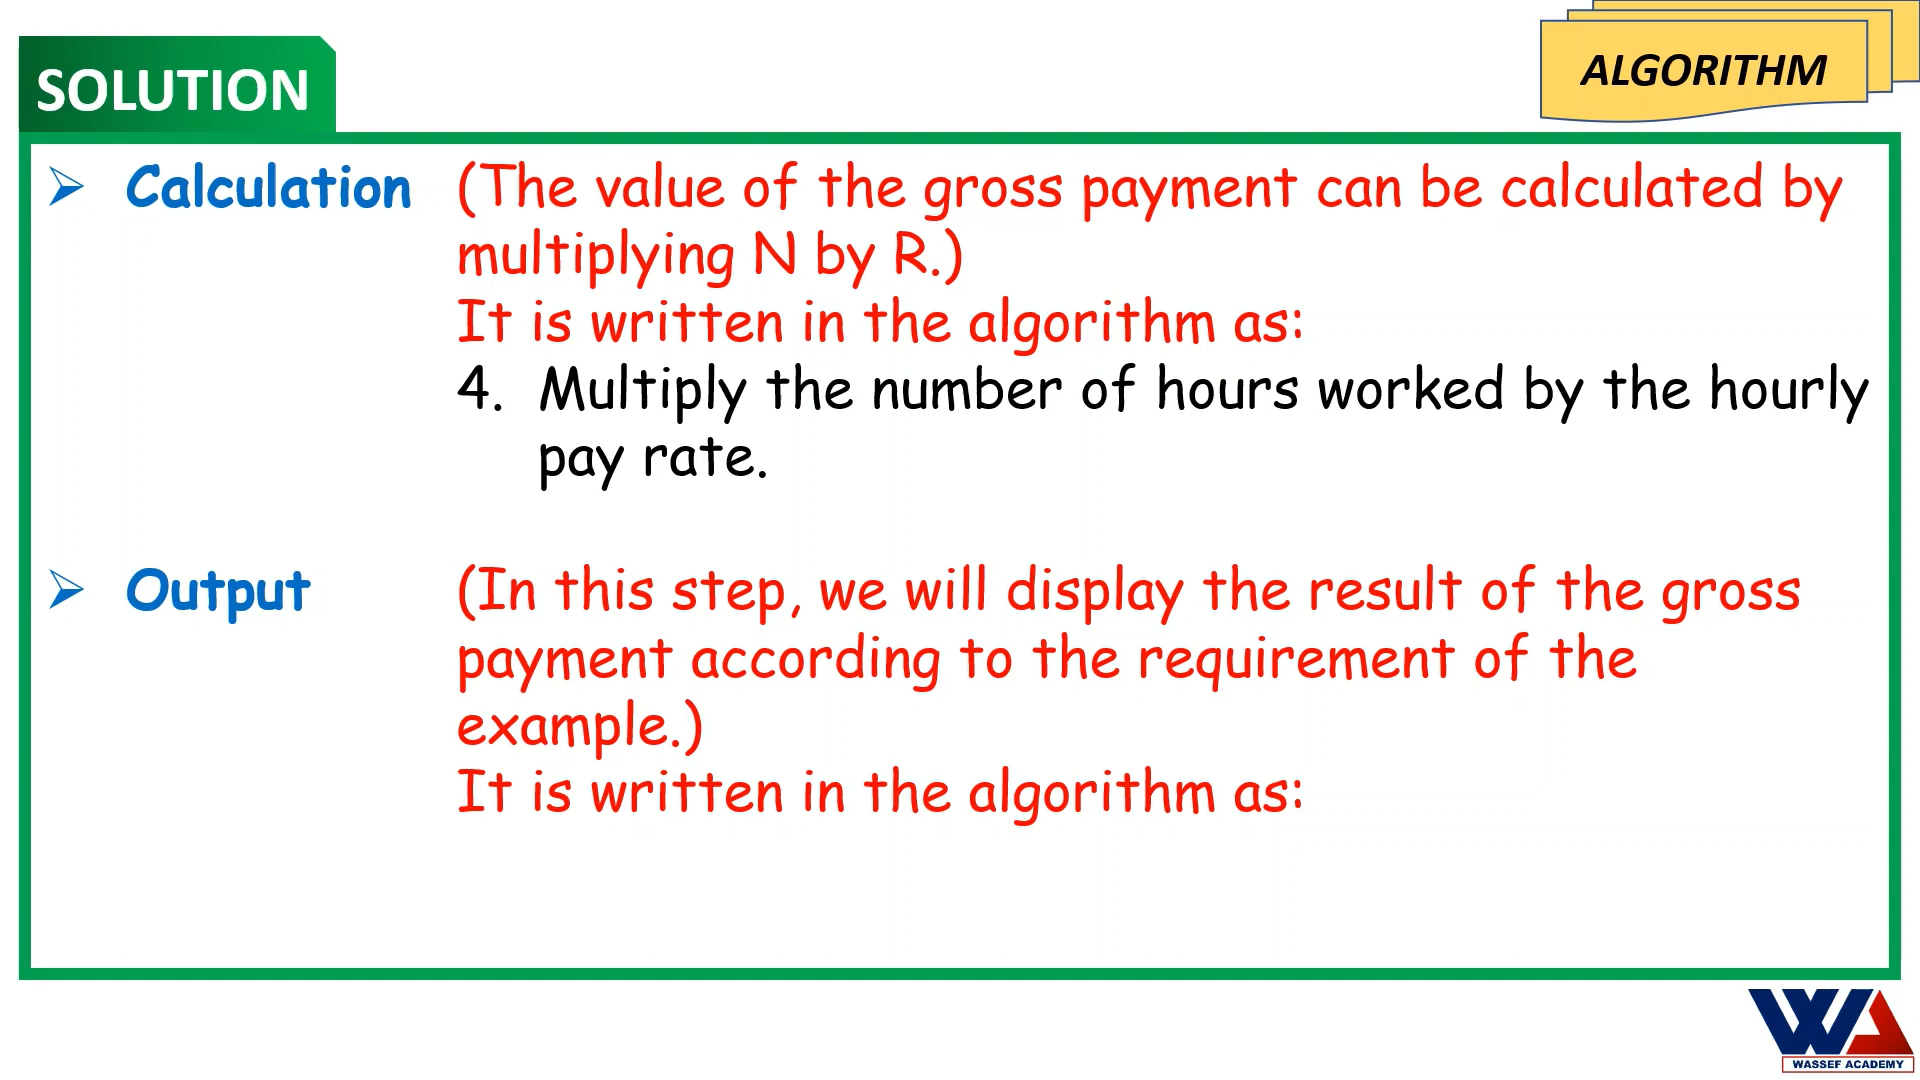 SOLUTION
ALGORITHM
➢ Calculation (The value of the gross payment can be calculated by
multiplying N by R.)
It is written in the algorithm as:
4. Multiply the number of hours worked by the hourly
pay rate.
➢ Output (In this step, we will display the result of the gross
payment according to the requirement of the
example.)
It is written in the algorithm as:
WA
WASSEF ACADEMY